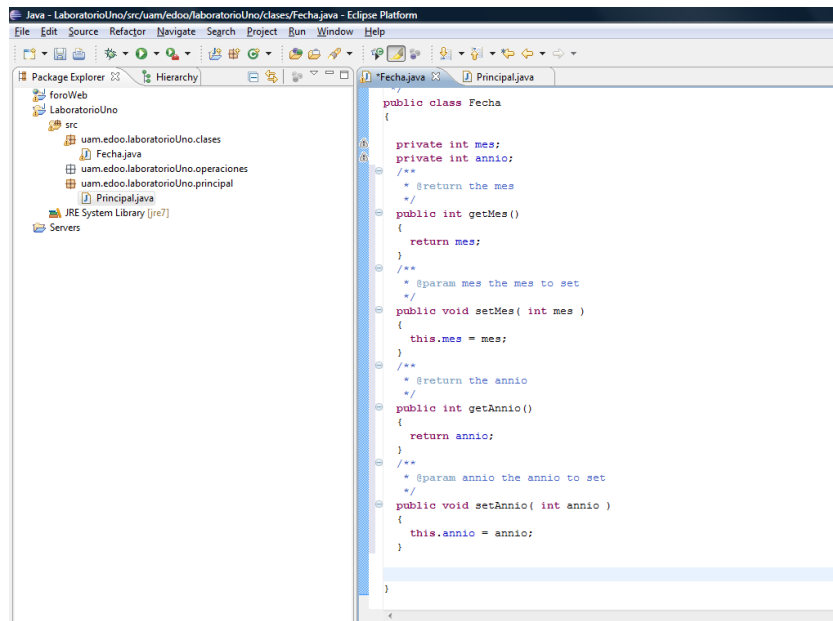 Java - LaboratorioUno/src/uam/edoo/laboratorioUno/clases/Fecha.java - Eclipse Platform
File Edit Source Refactor Navigate Search Project Run Window Help
Package Explorer Hierarchy
*Fecha.java Principal.java
foroWeb
LaboratorioUno
src
uam.edoo.laboratorioUno.clases
Fecha.java
uam.edoo.laboratorioUno.operaciones
uam.edoo.laboratorioUno.principal
Principal.java
JRE System Library [jre7]
Servers
*/
public class Fecha
{
private int mes;
private int annio;
/**
* @return the mes
*/
public int getMes()
{
return mes;
}
/**
* @param mes the mes to set
*/
public void setMes( int mes )
{
this.mes = mes;
}
/**
* @return the annio
*/
public int getAnnio()
{
return annio;
}
/**
* @param annio the annio to set
*/
public void setAnnio( int annio )
{
this.annio = annio;
}
}